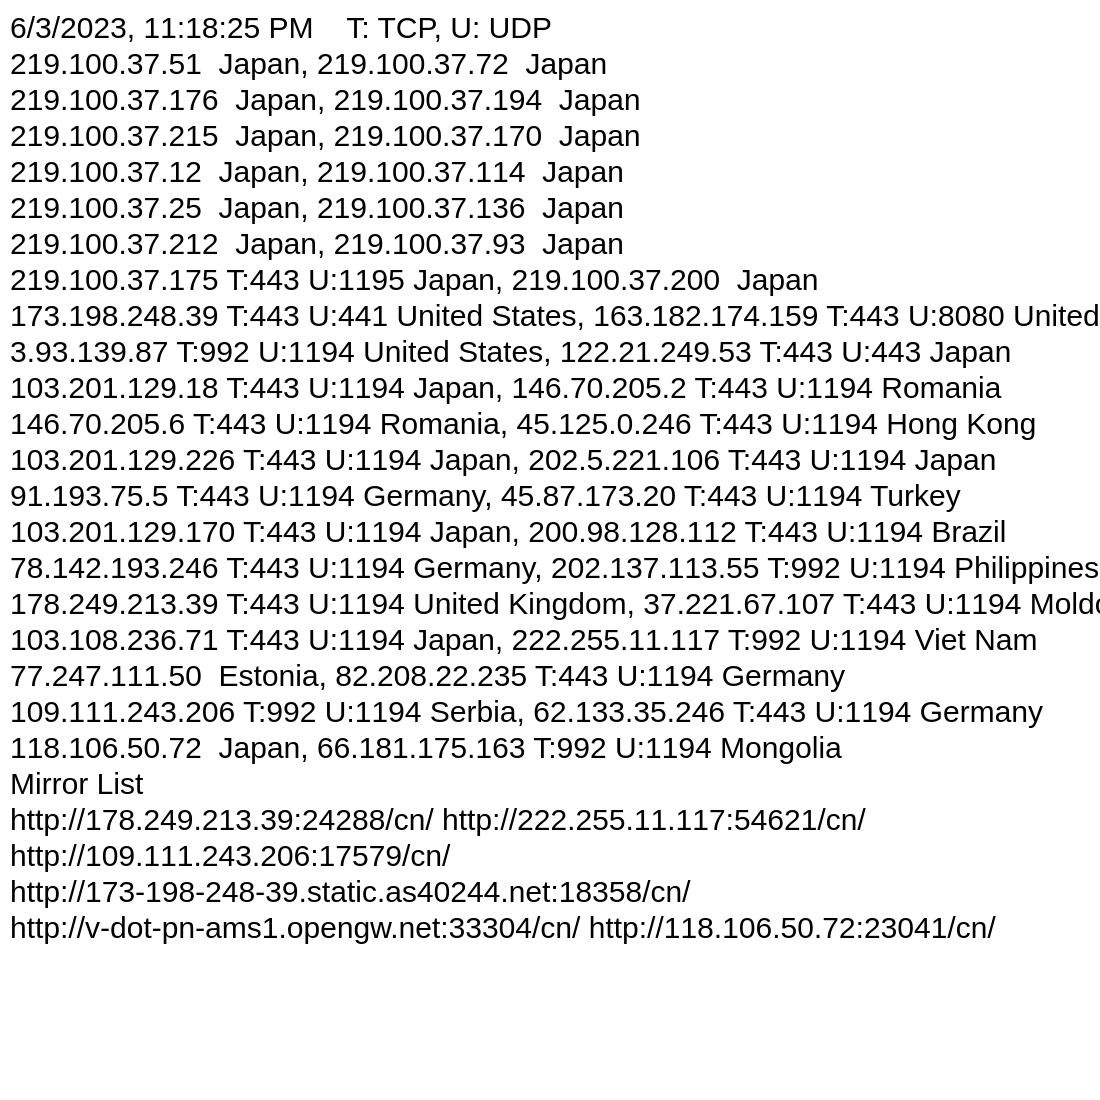 6/3/2023, 11:18:25 PM    T: TCP, U: UDP
219.100.37.51  Japan, 219.100.37.72  Japan
219.100.37.176  Japan, 219.100.37.194  Japan
219.100.37.215  Japan, 219.100.37.170  Japan
219.100.37.12  Japan, 219.100.37.114  Japan
219.100.37.25  Japan, 219.100.37.136  Japan
219.100.37.212  Japan, 219.100.37.93  Japan
219.100.37.175 T:443 U:1195 Japan, 219.100.37.200  Japan
173.198.248.39 T:443 U:441 United States, 163.182.174.159 T:443 U:8080 United
3.93.139.87 T:992 U:1194 United States, 122.21.249.53 T:443 U:443 Japan
103.201.129.18 T:443 U:1194 Japan, 146.70.205.2 T:443 U:1194 Romania
146.70.205.6 T:443 U:1194 Romania, 45.125.0.246 T:443 U:1194 Hong Kong
103.201.129.226 T:443 U:1194 Japan, 202.5.221.106 T:443 U:1194 Japan
91.193.75.5 T:443 U:1194 Germany, 45.87.173.20 T:443 U:1194 Turkey
103.201.129.170 T:443 U:1194 Japan, 200.98.128.112 T:443 U:1194 Brazil
78.142.193.246 T:443 U:1194 Germany, 202.137.113.55 T:992 U:1194 Philippines
178.249.213.39 T:443 U:1194 United Kingdom, 37.221.67.107 T:443 U:1194 Moldo
103.108.236.71 T:443 U:1194 Japan, 222.255.11.117 T:992 U:1194 Viet Nam
77.247.111.50  Estonia, 82.208.22.235 T:443 U:1194 Germany
109.111.243.206 T:992 U:1194 Serbia, 62.133.35.246 T:443 U:1194 Germany
118.106.50.72  Japan, 66.181.175.163 T:992 U:1194 Mongolia
Mirror List
http://178.249.213.39:24288/cn/ http://222.255.11.117:54621/cn/
http://109.111.243.206:17579/cn/
http://173-198-248-39.static.as40244.net:18358/cn/
http://v-dot-pn-ams1.opengw.net:33304/cn/ http://118.106.50.72:23041/cn/